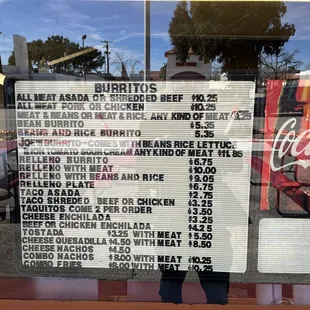 BURRITOS
ALL MEAT ASADA OR SHREDDED BEEF $10.25
ALL MEAT PORK OR CHICKEN $10.25
MEAT & BEANS OR MEAT & RICE, ANY KIND OF MEAT
BEAN BURRITO 5.35
BEANS AND RICE BURRITO 5.35
JOE'S BURRITO COMES WITH BEANS RICE LETTUCE
TOM SOUR CREAM ANY KIND OF MEAT $11.85
RELLENO BURRITO $6.75
RELLENO WITH MEAT $10.00
RELLENO WITH BEANS AND RICE $9.05
RELLENO PLATE $6.75
TACO ASADA $2.75
TACO SHREDED BEEF OR CHICKEN $3.25
TAQUITOS COME 2 PER ORDER $3.50
CHEESE ENCHILADA $3.25
BEEF OR CHICKEN ENCHILADA $4.25
TOSTADA $3.25 WITH MEAT $5.50
CHEESE QUESADILLA $4.50 WITH MEAT $8.50
CHEESE NACHOS $4.50
COMBO NACHOS $8.00 WITH MEAT $10.25
COMBO FRIES $8.00 WITH MEAT $10.25
Coca